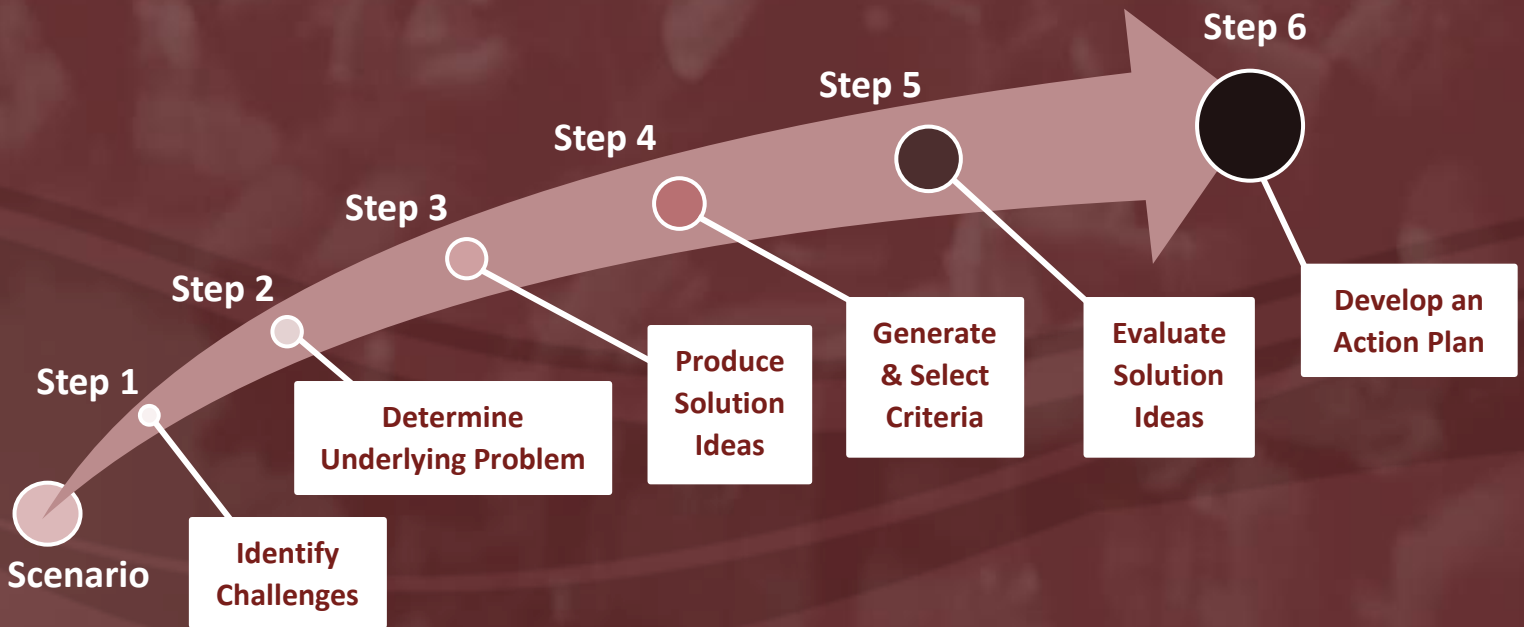 Scenario
Step 1
Identify
Challenges
Step 2
Determine
Underlying Problem
Step 3
Produce
Solution
Ideas
Step 4
Generate
& Select
Criteria
Step 5
Evaluate
Solution
Ideas
Step 6
Develop an
Action Plan